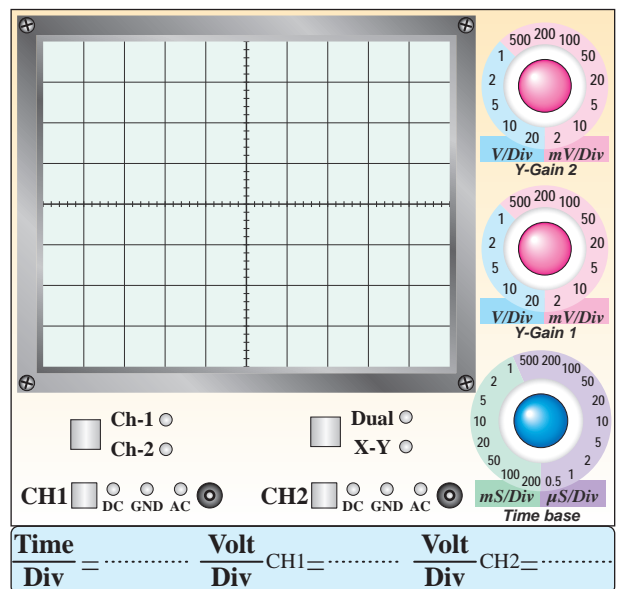 500 200 100
1 50
2 20
5 5
10 10
20 2
V/Div mV/Div
Y-Gain 2
500 200 100
1 50
2 20
5 5
10 10
20 2
V/Div mV/Div
Y-Gain 1
1 500 200 100
2 50
5 20
10 10
20 5
50 2
100 200 0.5 1
mS/Div µS/Div
Time base
Ch-1
Ch-2
Dual
X-Y
CH1 DC GND AC
CH2 DC GND AC
Time
Div = ............
Volt
Div CH1= ............
Volt
Div CH2= ............